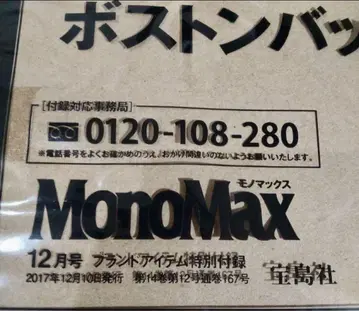 ボストンバッ
[付録対応事務局]
0120-108-280
※電話番号をよくお確かめのうえ、おかけ間違いのないようお願いいたします。
モノマックス
MonoMax
12月号 ブランドアイテム特別付録
2017年12月10日発行 第14巻第12号通巻167号 宝島社